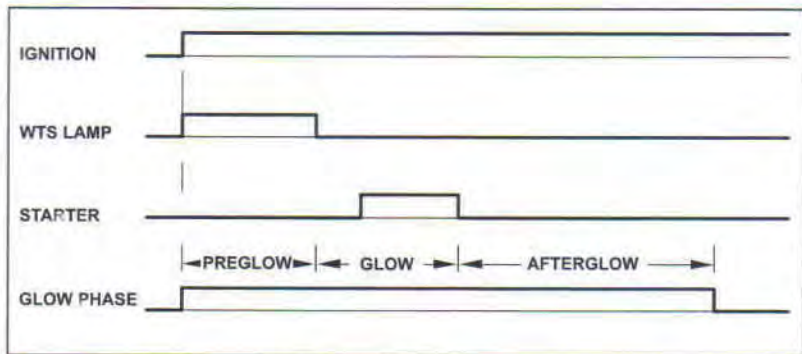 IGNITION
WTS LAMP
STARTER
PREGLOW GLOW AFTERGLOW
GLOW PHASE